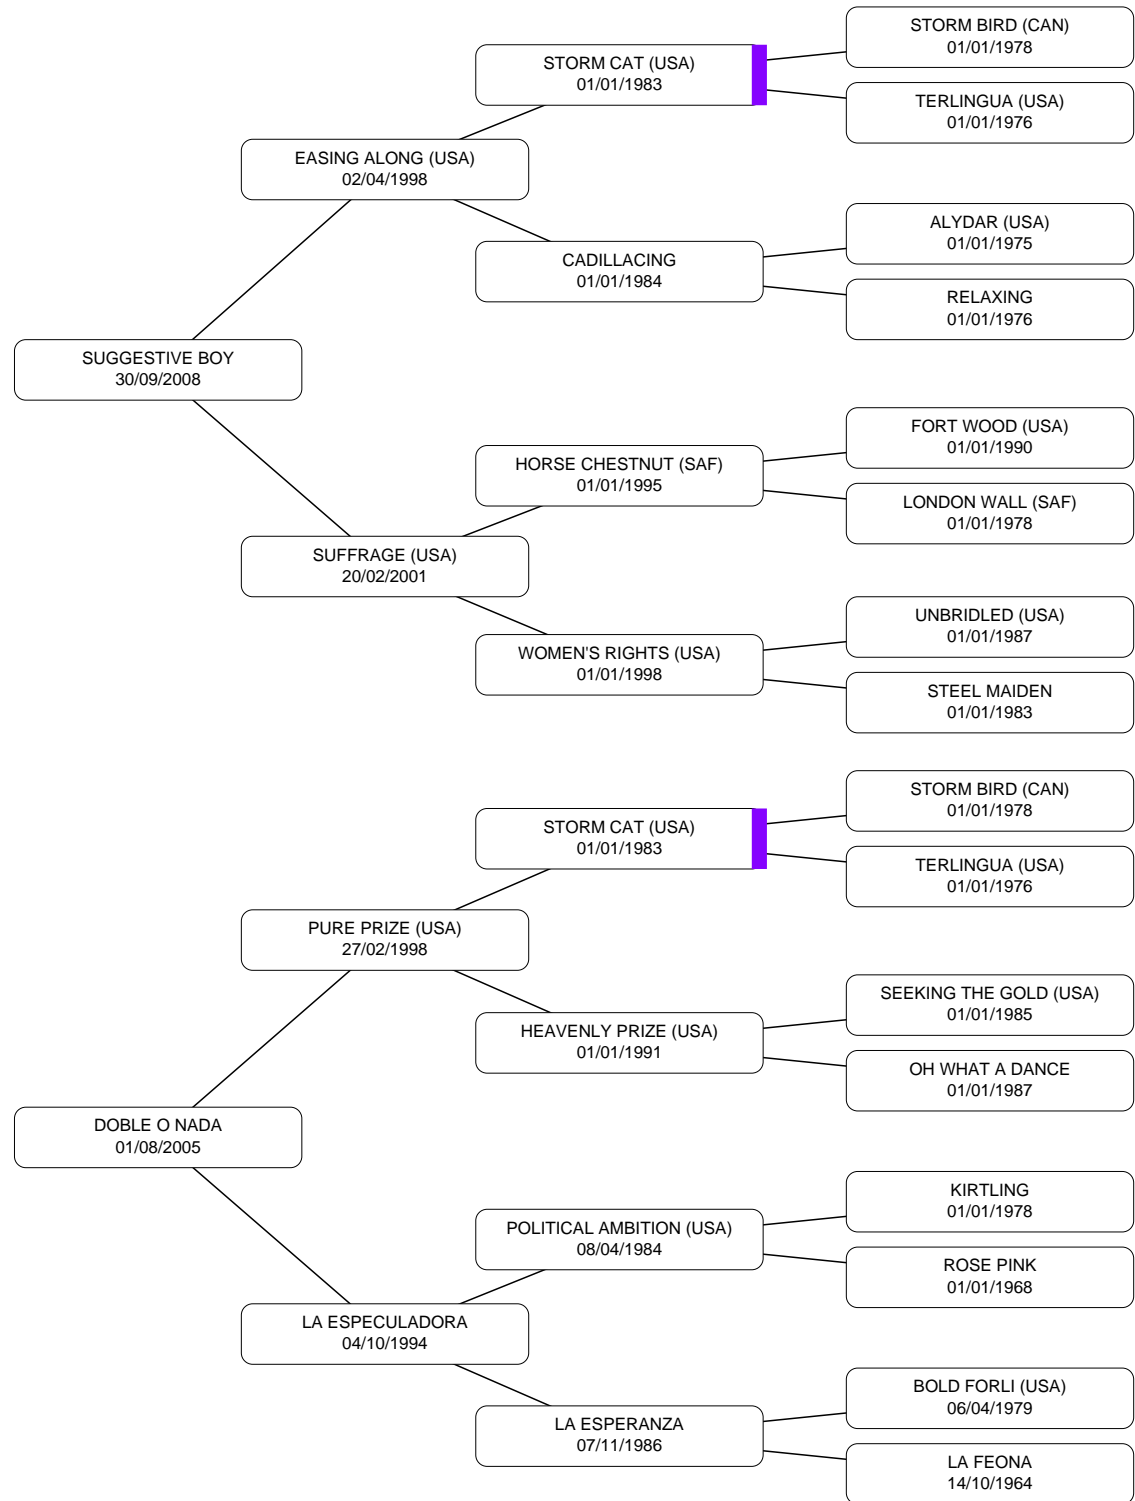 STORM BIRD (CAN)
01/01/1978
STORM CAT (USA)
01/01/1983
TERLINGUA (USA)
01/01/1976
EASING ALONG (USA)
02/04/1998
ALYDAR (USA)
01/01/1975
CADILLACING
01/01/1984
RELAXING
01/01/1976
SUGGESTIVE BOY
30/09/2008
FORT WOOD (USA)
01/01/1990
HORSE CHESTNUT (SAF)
01/01/1995
LONDON WALL (SAF)
01/01/1978
SUFFRAGE (USA)
20/02/2001
UNBRIDLED (USA)
01/01/1987
WOMEN'S RIGHTS (USA)
01/01/1998
STEEL MAIDEN
01/01/1983
STORM BIRD (CAN)
01/01/1978
STORM CAT (USA)
01/01/1983
TERLINGUA (USA)
01/01/1976
PURE PRIZE (USA)
27/02/1998
SEEKING THE GOLD (USA)
01/01/1985
HEAVENLY PRIZE (USA)
01/01/1991
OH WHAT A DANCE
01/01/1987
DOBLE O NADA
01/08/2005
KIRTLING
01/01/1978
POLITICAL AMBITION (USA)
08/04/1984
ROSE PINK
01/01/1968
LA ESPECULADORA
04/10/1994
BOLD FORLI (USA)
06/04/1979
LA ESPERANZA
07/11/1986
LA FEONA
14/10/1964